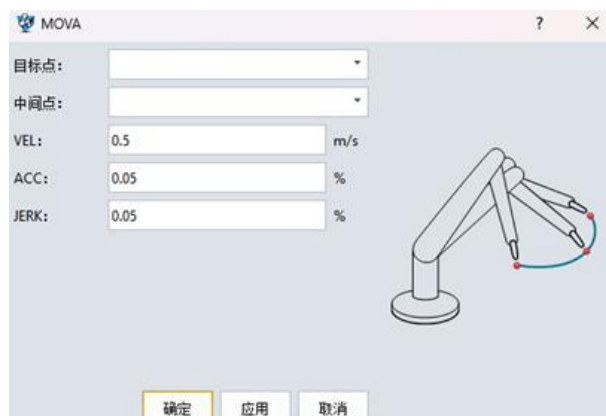 MOVA ? ×
目标点：
中间点：
VEL： 0.5 m/s
ACC： 0.05 %
JERK： 0.05 %
确定 应用 取消